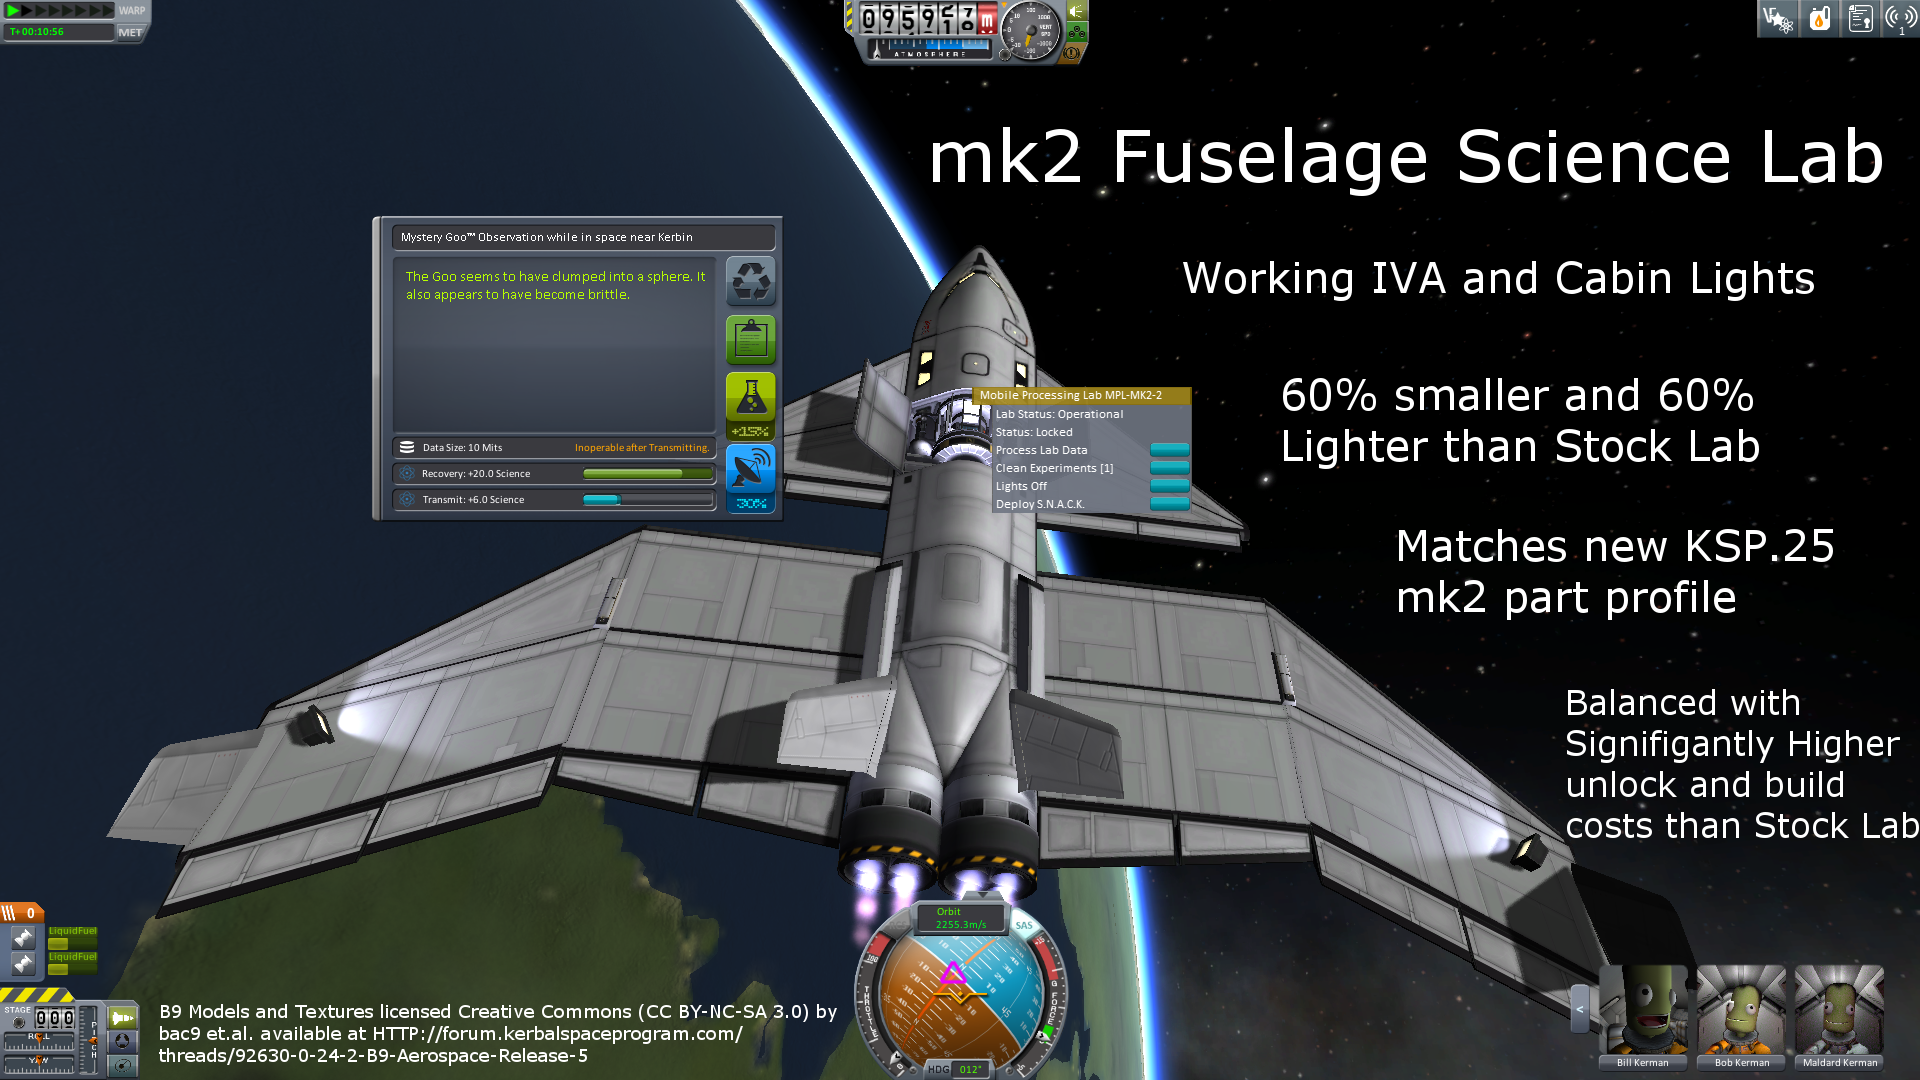 WARP
T+00:10:56
MET
ATMOSPHERE
mk2 Fuselage Science Lab
Mystery Goo™ Observation while in space near Kerbin
The Goo seems to have clumped into a sphere. It
also appears to have become brittle.
+15%
Data Size: 10 Mits
Inoperable after Transmitting.
Recovery: +20.0 Science
Transmit: +6.0 Science
30%
Working IVA and Cabin Lights
Mobile Processing Lab MPL-MK2-2
Lab Status: Operational
Status: Locked
Process Lab Data
Clean Experiments [1]
Lights Off
Deploy S.N.A.C.K.
60% smaller and 60%
Lighter than Stock Lab
Matches new KSP.25
mk2 part profile
Balanced with
Signifigantly Higher
unlock and build
costs than Stock Lab
0
LiquidFuel
LiquidFuel
STAGE
000
ROLL
YAW
PITCH
B9 Models and Textures licensed Creative Commons (CC BY-NC-SA 3.0) by
bac9 et.al. available at HTTP://forum.kerbalspaceprogram.com/
threads/92630-0-24-2-B9-Aerospace-Release-5
Orbit
2255.3m/s
SAS
THROTTLE
G FORCE
HDG 012°
Bill Kerman
Bob Kerman
Maldard Kerman